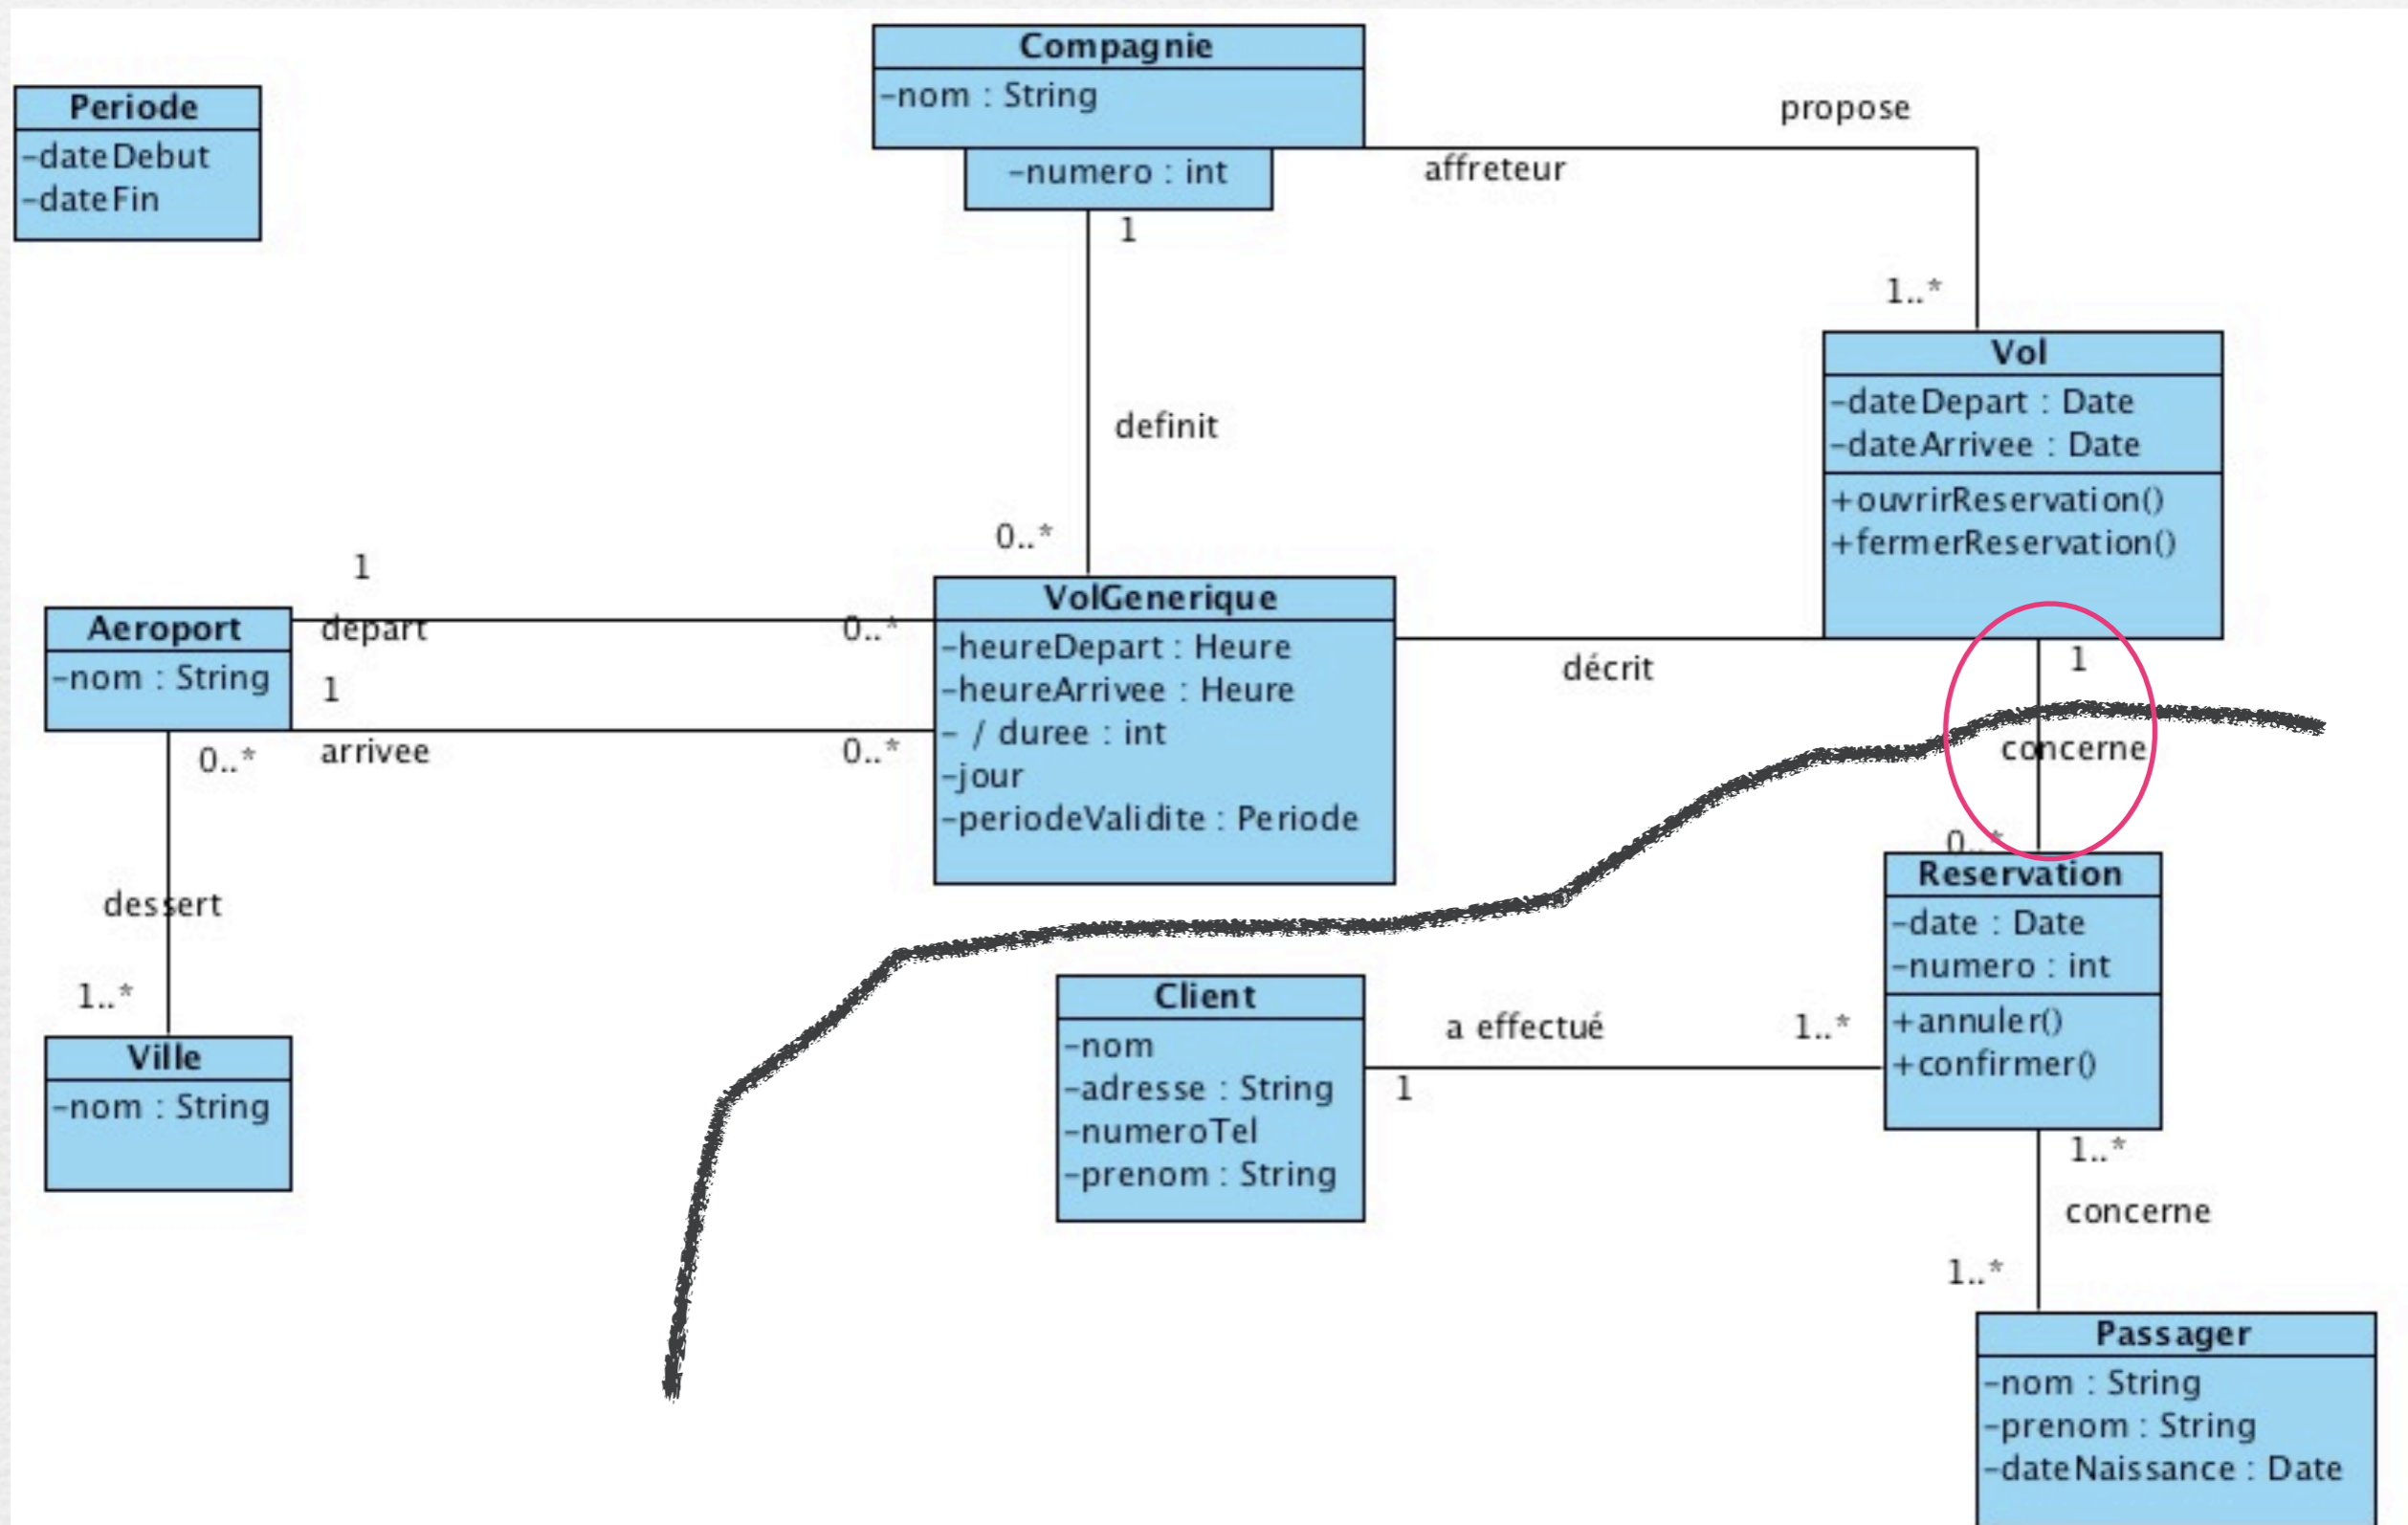 Compagnie
-nom : String
-numero : int
1
Periode
-dateDebut
-dateFin
propose
affreteur
1..*
Vol
-dateDepart : Date
-dateArrivee : Date
+ouvrirReservation()
+fermerReservation()
definit
0..*
1
depart
0..*
Aeroport
-nom : String
1
arrivee
0..*
0..*
VolGenerique
-heureDepart : Heure
-heureArrivee : Heure
- / duree : int
-jour
-periodeValidite : Periode
décrit
1
concerne
0..*
dessert
1..*
Ville
-nom : String
Reservation
-date : Date
-numero : int
+annuler()
+confirmer()
Client
-nom
-adresse : String
-numeroTel
-prenom : String
a effectué
1..*
1
1..*
concerne
1..*
Passager
-nom : String
-prenom : String
-dateNaissance : Date